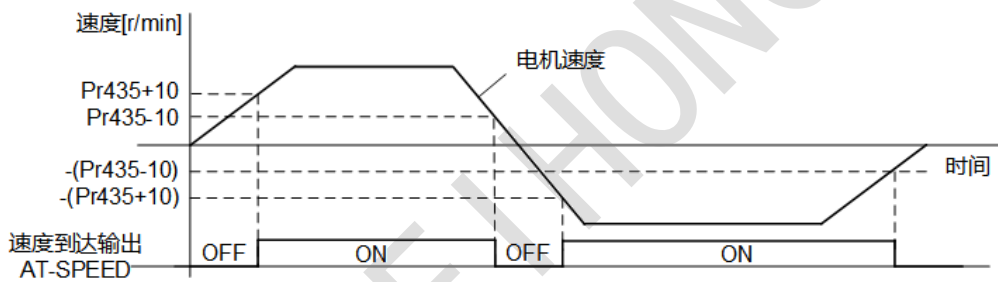 速度[r/min]
电机速度
Pr435+10
Pr435-10
-(Pr435-10)
-(Pr435+10)
时间
速度到达输出
AT-SPEED
OFF
ON
OFF
ON